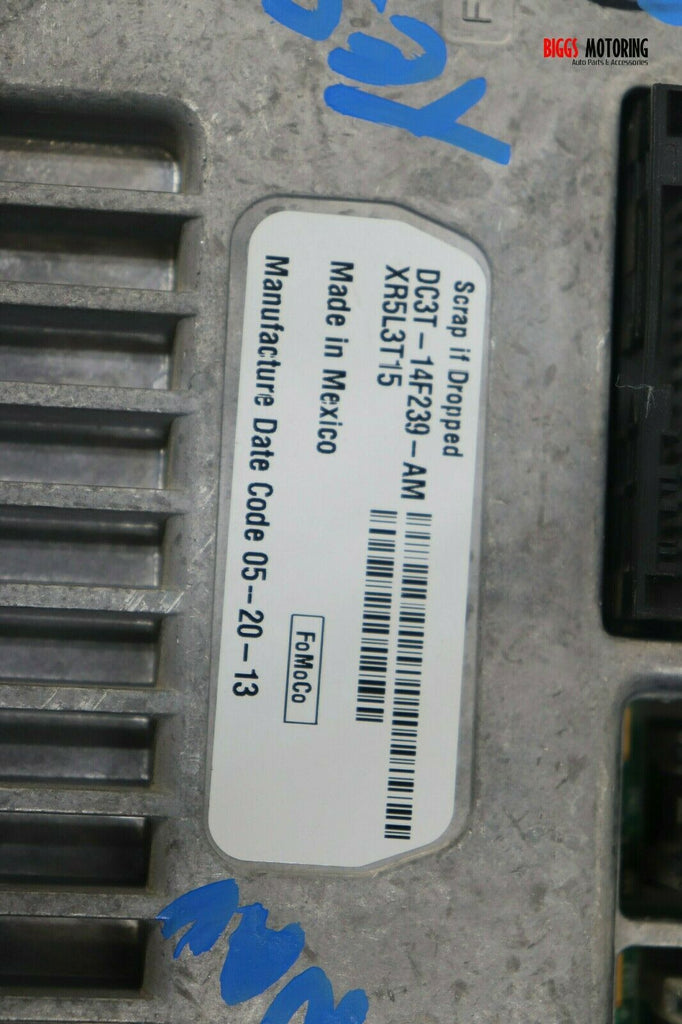 BIGGS MOTORING
Auto Parts & Accessories
Scrap if Dropped
DC3T-14F239-AM
XR5L3T15
Made in Mexico
FoMoCo
Manufacture Date Code 05-20-13